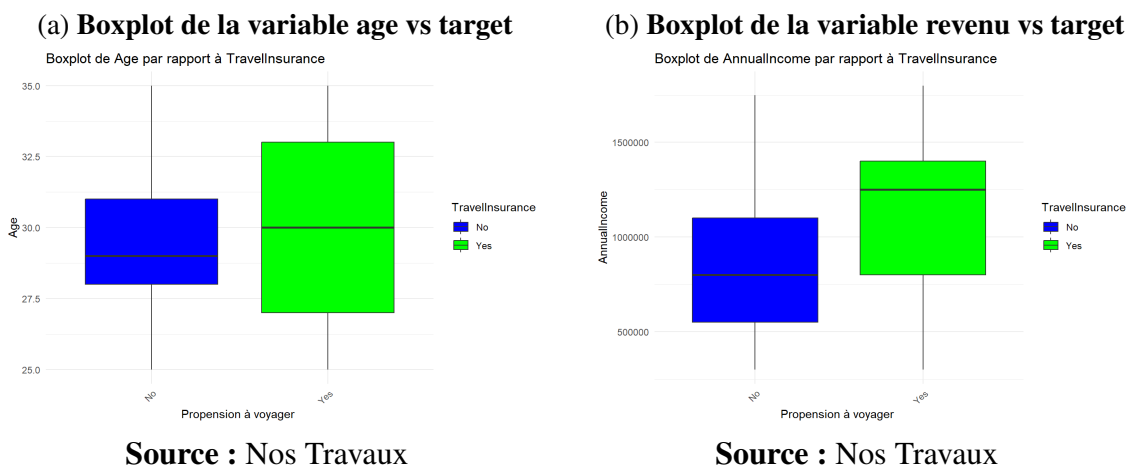 (a) Boxplot de la variable age vs target
Boxplot de Age par rapport à TravelInsurance
35.0
32.5
30.0
27.5
25.0
Age
No
Yes
Propension à voyager
TravelInsurance
No
Yes
Source : Nos Travaux
(b) Boxplot de la variable revenu vs target
Boxplot de AnnualIncome par rapport à TravelInsurance
1500000
1000000
500000
AnnualIncome
No
Yes
Propension à voyager
TravelInsurance
No
Yes
Source : Nos Travaux